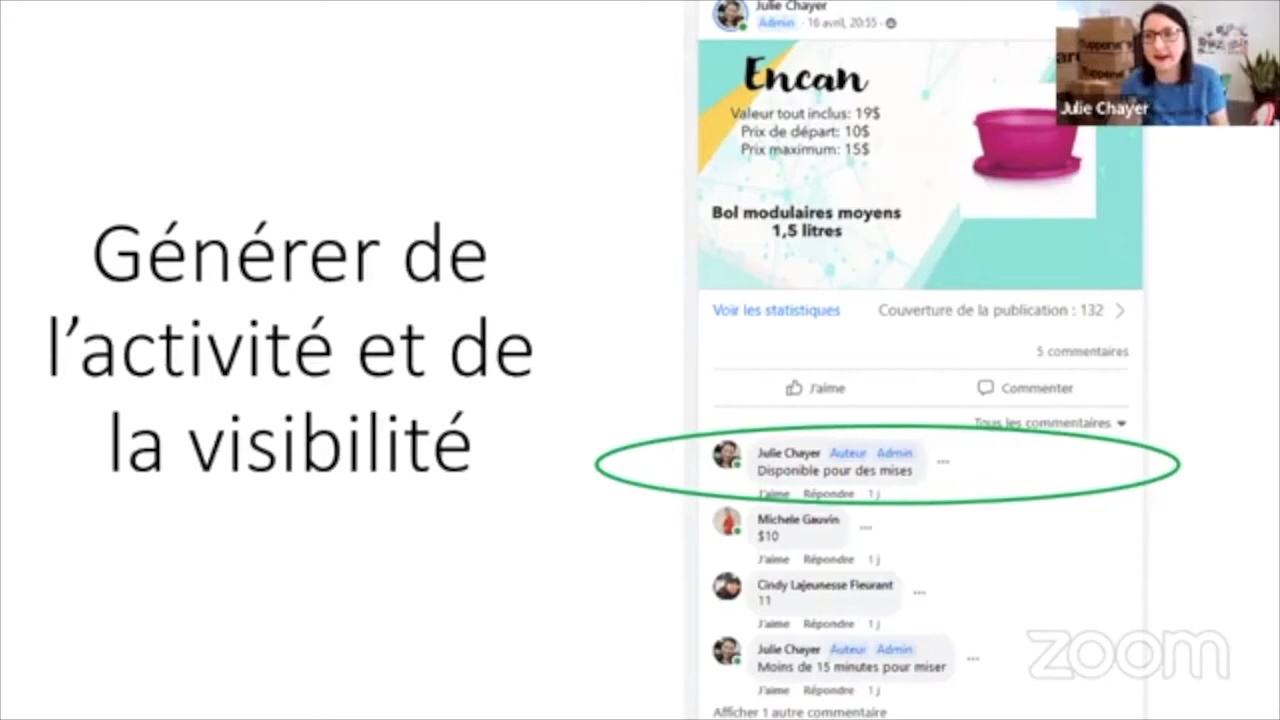 Générer de
l'activité et de
la visibilité
Julie Chayer
Admin · 16 avril, 20:55 ·
Encan
Valeur tout inclus: 19$
Prix de départ: 10$
Prix maximum: 15$
Bol modulaires moyens
1,5 litres
Voir les statistiques
Couverture de la publication : 132
5 commentaires
J'aime
Commenter
Tous les commentaires
Julie Chayer Auteur Admin
Disponible pour des mises
J'aime Répondre 1 j
Michele Gauvin
$10
J'aime Répondre 1 j
Cindy Lajeunesse Fleurant
11
J'aime Répondre 1 j
Julie Chayer Auteur Admin
Moins de 15 minutes pour miser
J'aime Répondre 1 j
Afficher 1 autre commentaire
Julie Chayer
zoom